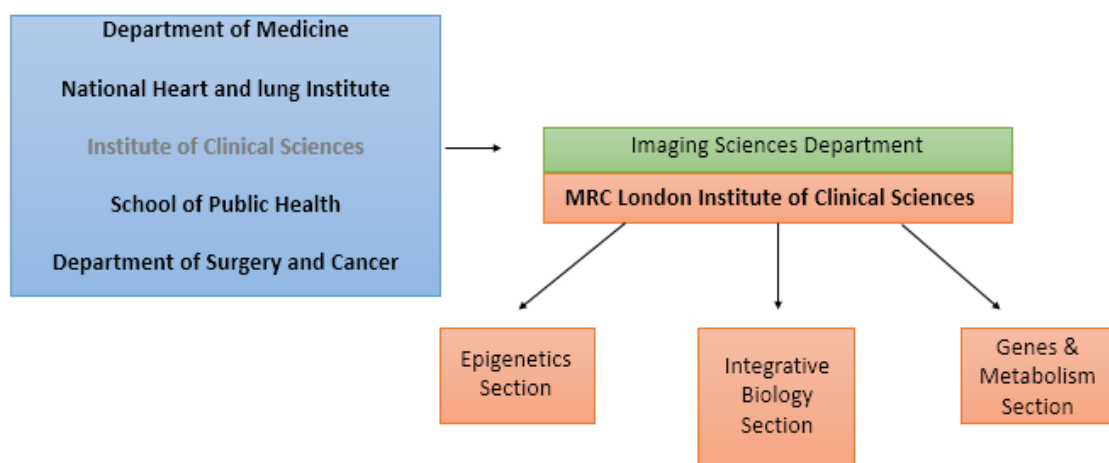 Department of Medicine
National Heart and lung Institute
Institute of Clinical Sciences
School of Public Health
Department of Surgery and Cancer
Imaging Sciences Department
MRC London Institute of Clinical Sciences
Epigenetics
Section
Integrative
Biology
Section
Genes &
Metabolism
Section